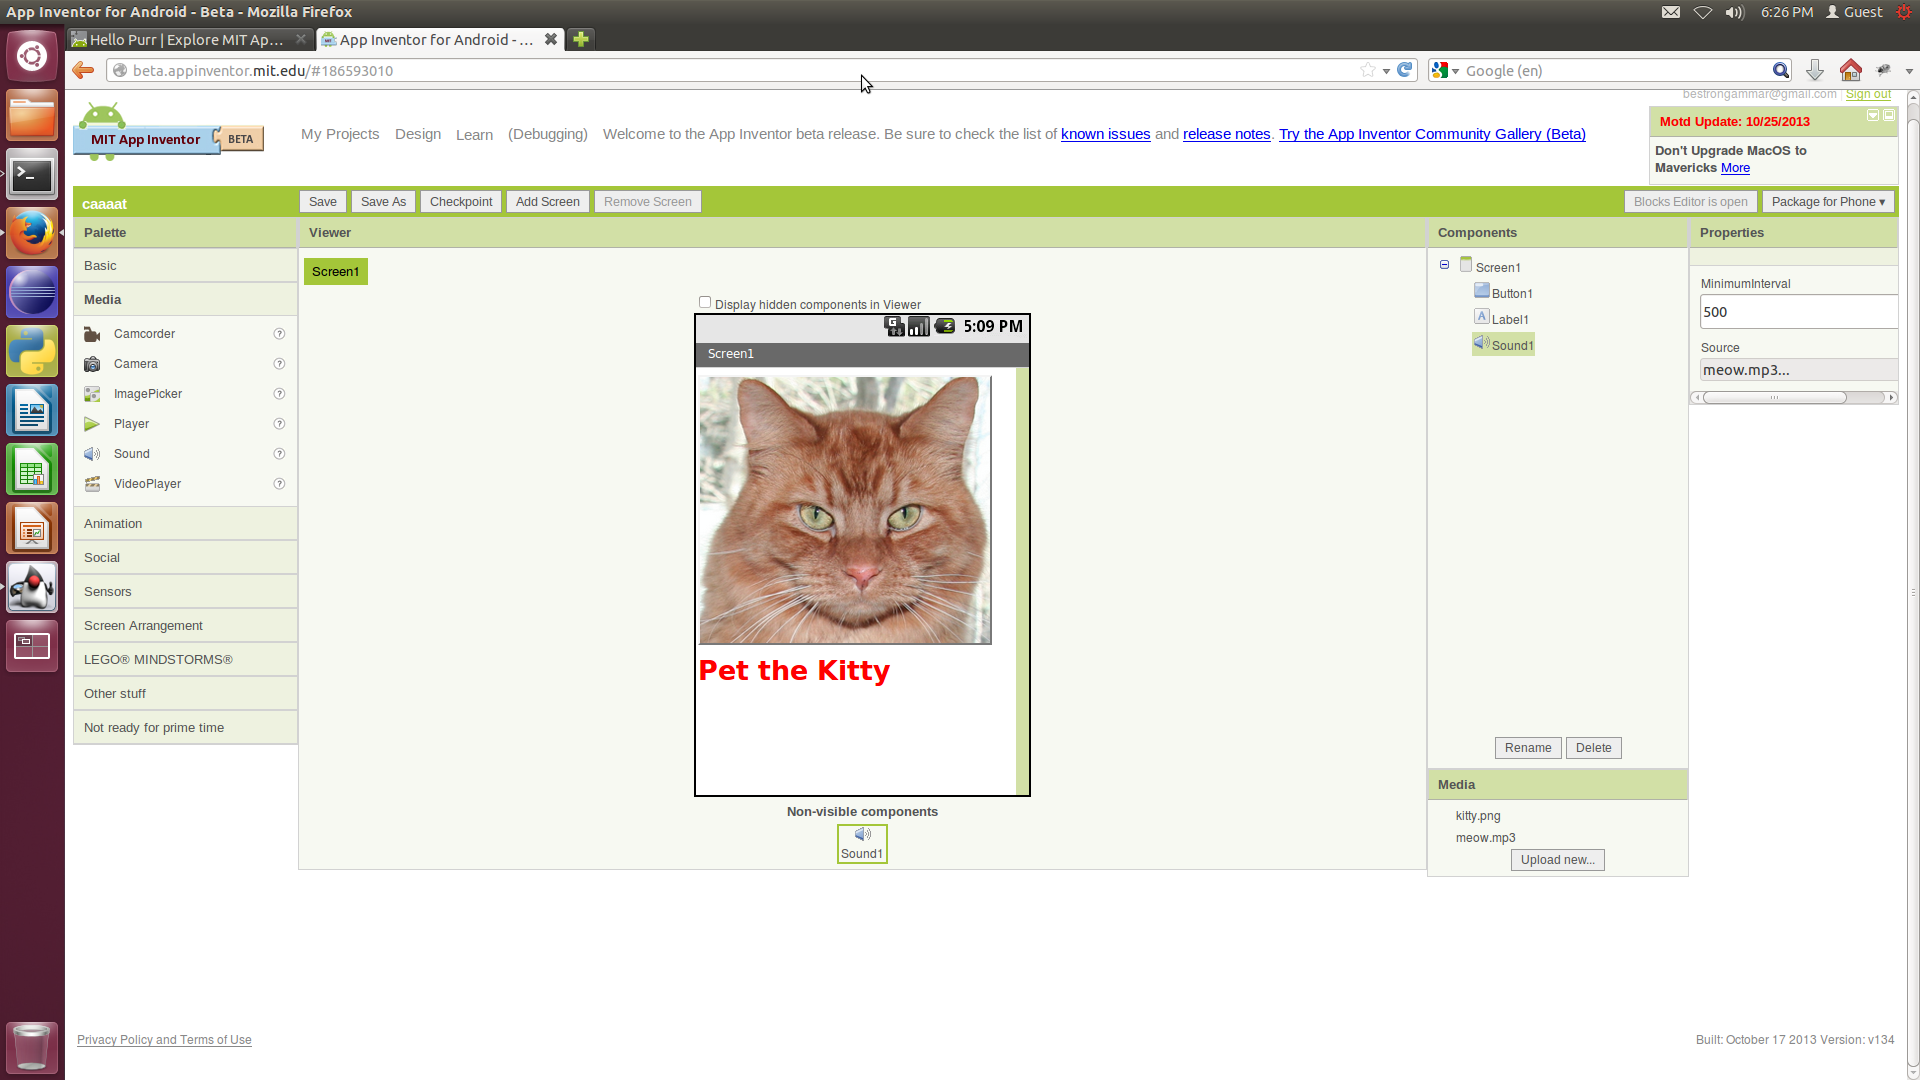 App Inventor for Android - Beta - Mozilla Firefox
6:26 PM Guest
Hello Purr | Explore MIT Ap...
App Inventor for Android - ...
beta.appinventor.mit.edu/#186593010
Google (en)
bestrongammar@gmail.com | Sign out
MIT App Inventor BETA
My Projects Design Learn (Debugging) Welcome to the App Inventor beta release. Be sure to check the list of known issues and release notes. Try the App Inventor Community Gallery (Beta)
Motd Update: 10/25/2013
Don't Upgrade MacOS to
Mavericks More
caaaat
Save Save As Checkpoint Add Screen Remove Screen
Blocks Editor is open Package for Phone ▾
Palette
Basic
Media
Camcorder ?
Camera ?
ImagePicker ?
Player ?
Sound ?
VideoPlayer ?
Animation
Social
Sensors
Screen Arrangement
LEGO® MINDSTORMS®
Other stuff
Not ready for prime time
Viewer
Screen1
Display hidden components in Viewer
G 5:09 PM
Screen1
Pet the Kitty
Non-visible components
Sound1
Components
Screen1
Button1
A Label1
Sound1
Rename Delete
Media
kitty.png
meow.mp3
Upload new...
Properties
MinimumInterval
500
Source
meow.mp3...
Privacy Policy and Terms of Use
Built: October 17 2013 Version: v134